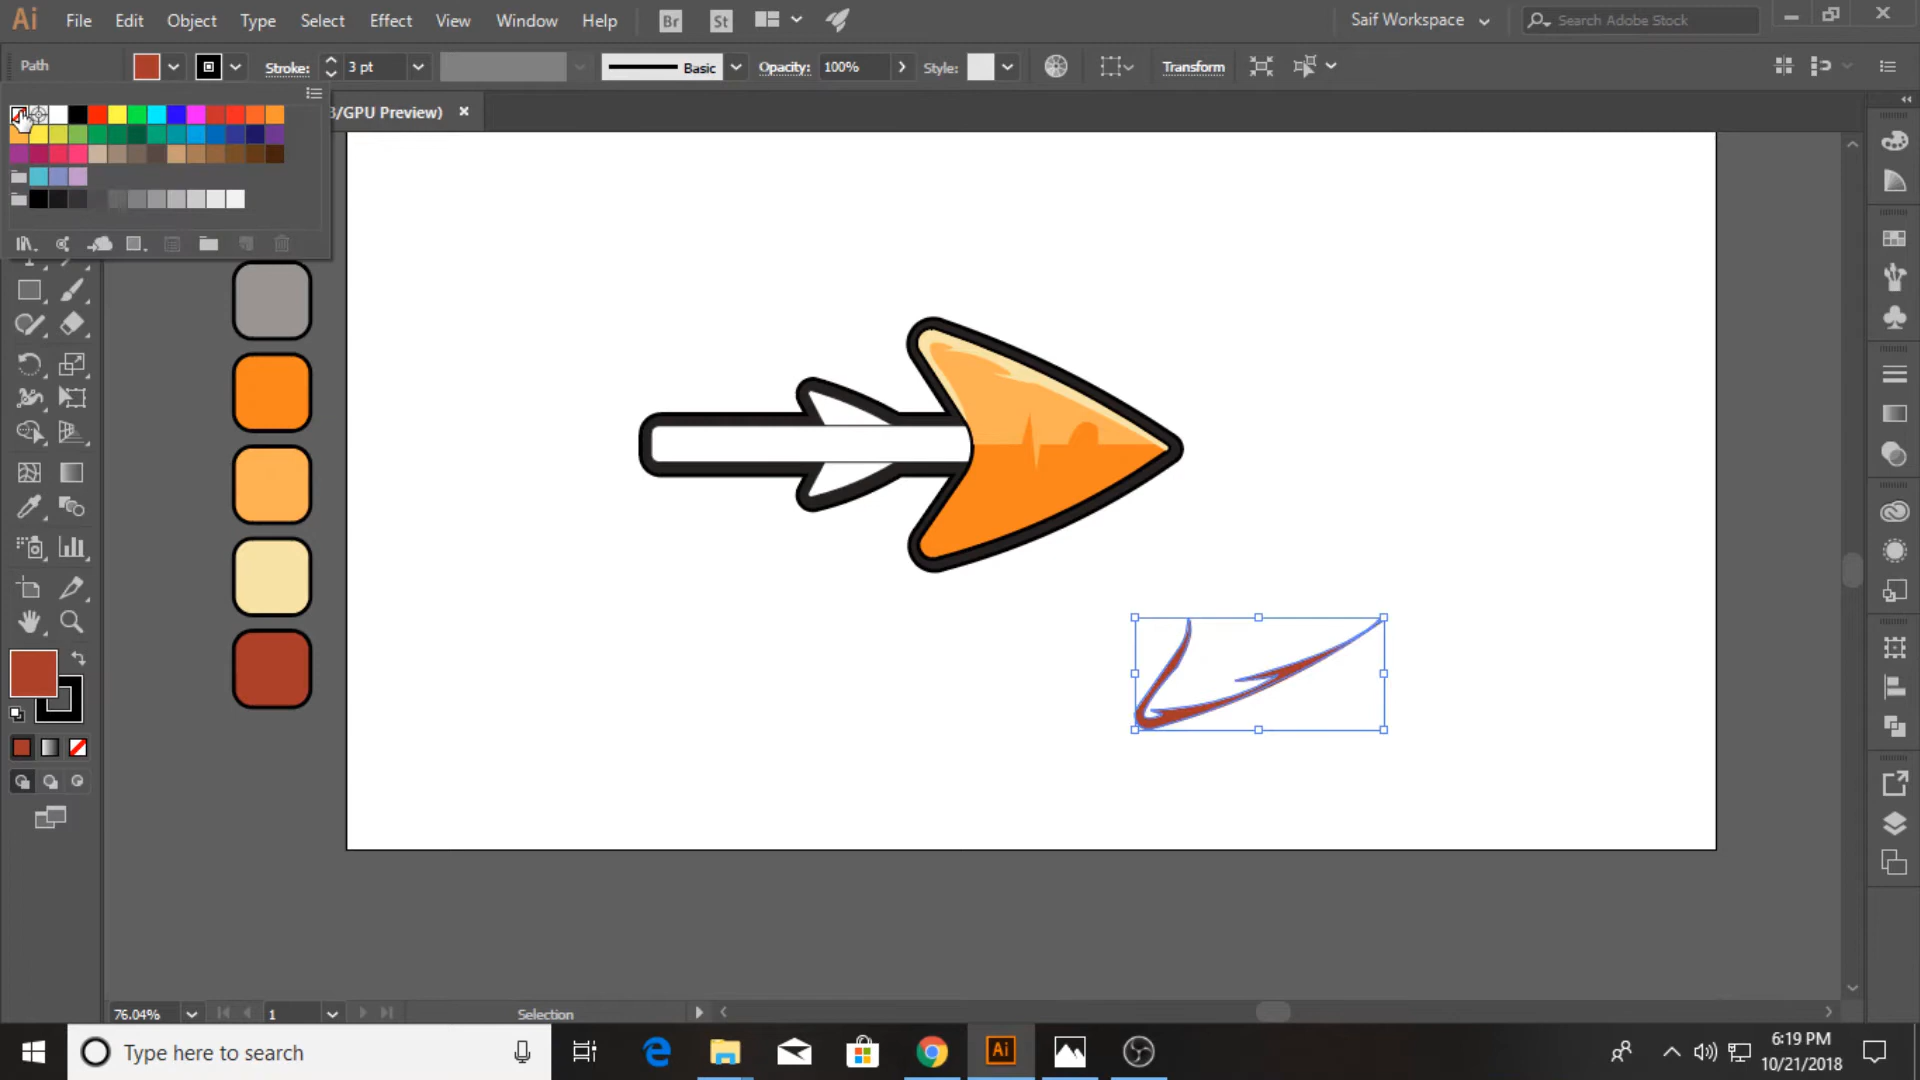 Ai File Edit Object Type Select Effect View Window Help Br St Saif Workspace Search Adobe Stock
Path Stroke: 3 pt Basic Opacity: 100% Style: Transform
/GPU Preview) ×
76.04% 1 Selection
Type here to search Ai 6:19 PM
10/21/2018